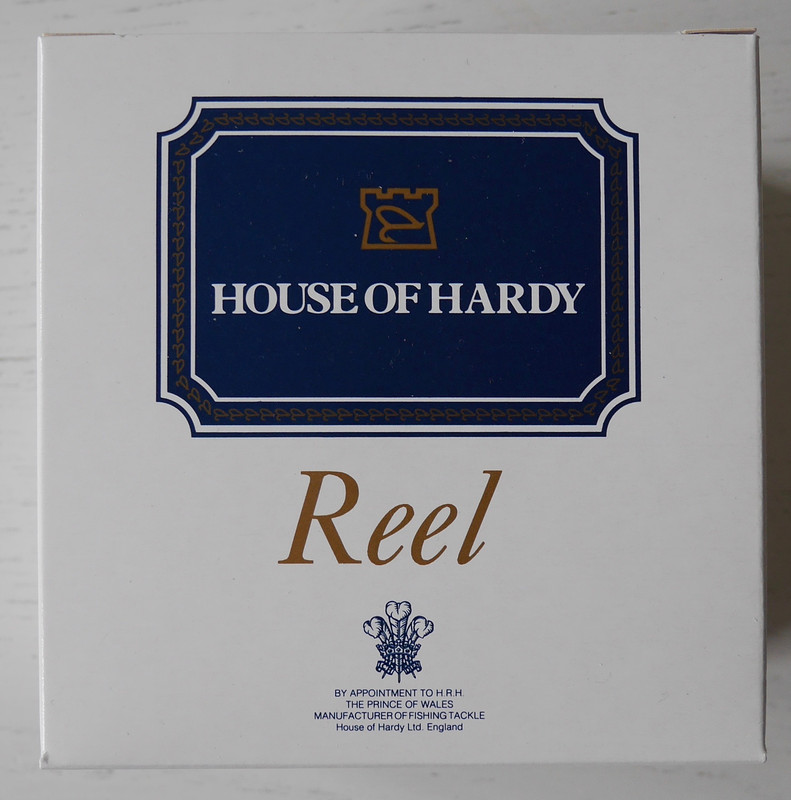 HOUSE OF HARDY
Reel
BY APPOINTMENT TO H.R.H.
THE PRINCE OF WALES
MANUFACTURER OF FISHING TACKLE
House of Hardy Ltd. England